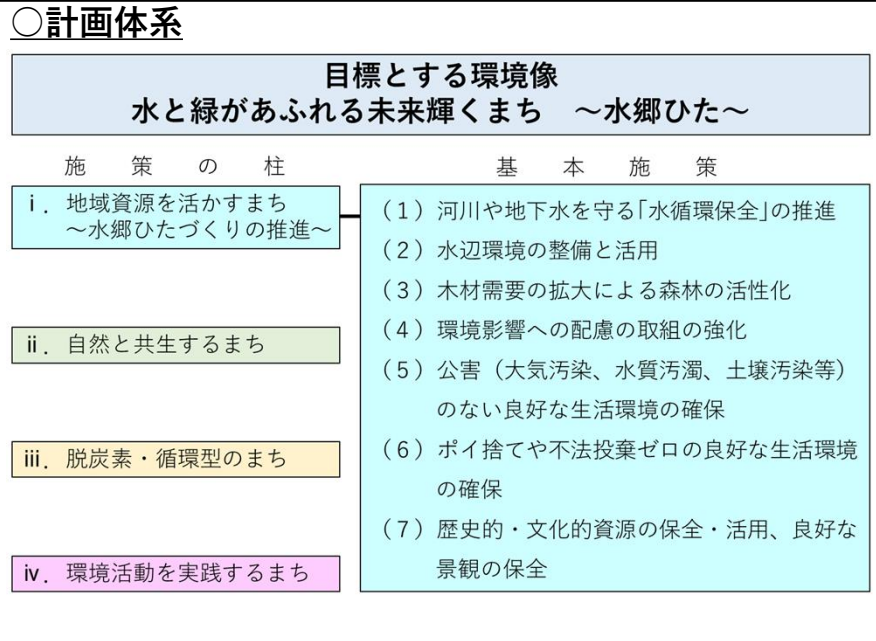 ○計画体系
目標とする環境像
水と緑があふれる未来輝くまち　～水郷ひた～
施　策　の　柱
基　本　施　策
ⅰ．地域資源を活かすまち
～水郷ひたづくりの推進～
ⅱ．自然と共生するまち
ⅲ．脱炭素・循環型のまち
ⅳ．環境活動を実践するまち
（1）河川や地下水を守る｢水循環保全｣の推進
（2）水辺環境の整備と活用
（3）木材需要の拡大による森林の活性化
（4）環境影響への配慮の取組の強化
（5）公害（大気汚染、水質汚濁、土壌汚染等）
のない良好な生活環境の確保
（6）ポイ捨てや不法投棄ゼロの良好な生活環境
の確保
（7）歴史的・文化的資源の保全・活用、良好な
景観の保全